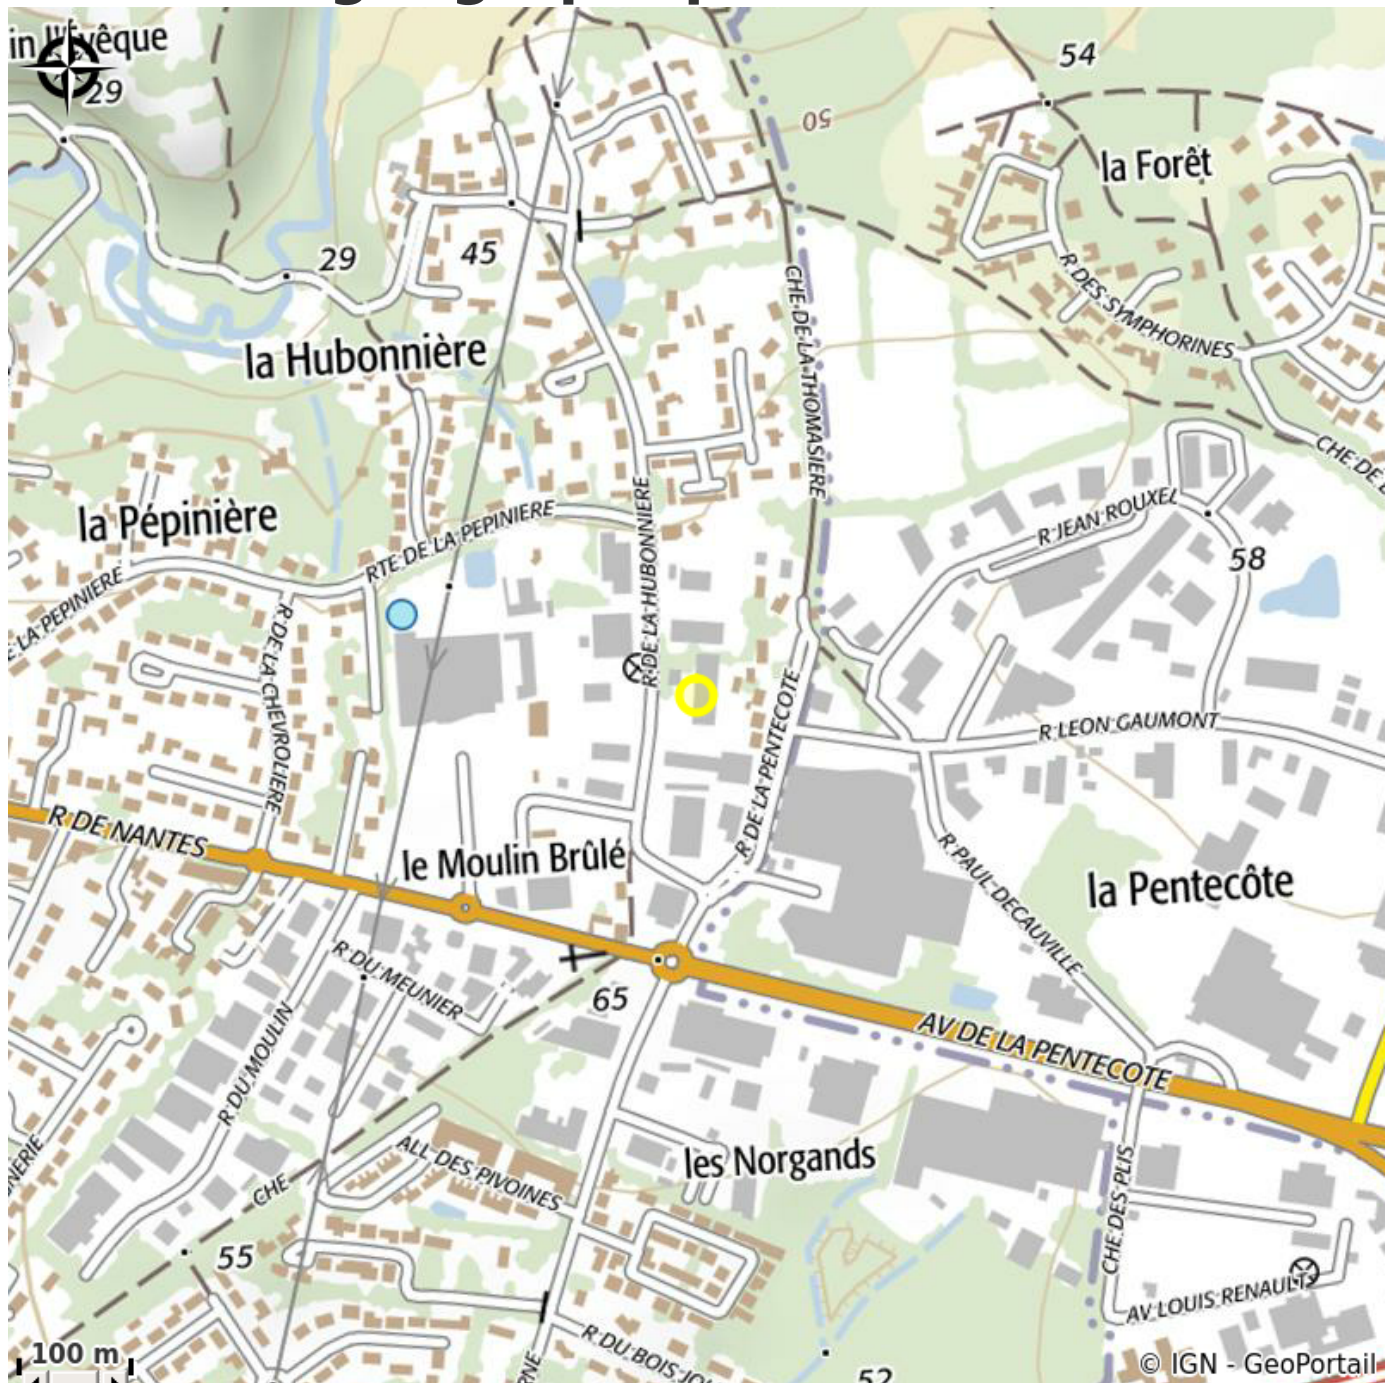 in l'Évêque
29
54
50
la Forêt
29
45
R DES SYMPHORINES
CHE DE LA THOMASIERE
la Hubonnière
CHE DE
R JEAN ROUXEL
la Pépinière
RTE DE LA PEPINIERE
R DE LA HUBONNIERE
58
E LA PEPINIERE
R DE LA CHEVROLIERE
R DE LA PENTECOTE
R LEON GAUMONT
R DE NANTES
le Moulin Brûlé
R PAUL DECAUVILLE
la Pentecôte
R DU MEUNIER
65
AV DE LA PENTECOTE
R DU MOULIN
ALL DES PIVOINES
les Norgands
NERIE
CHE
CHE DES PLIS
55
AV LOUIS RENAULT
R DU BOIS JO
RNE
52
100 m
© IGN - GeoPortail